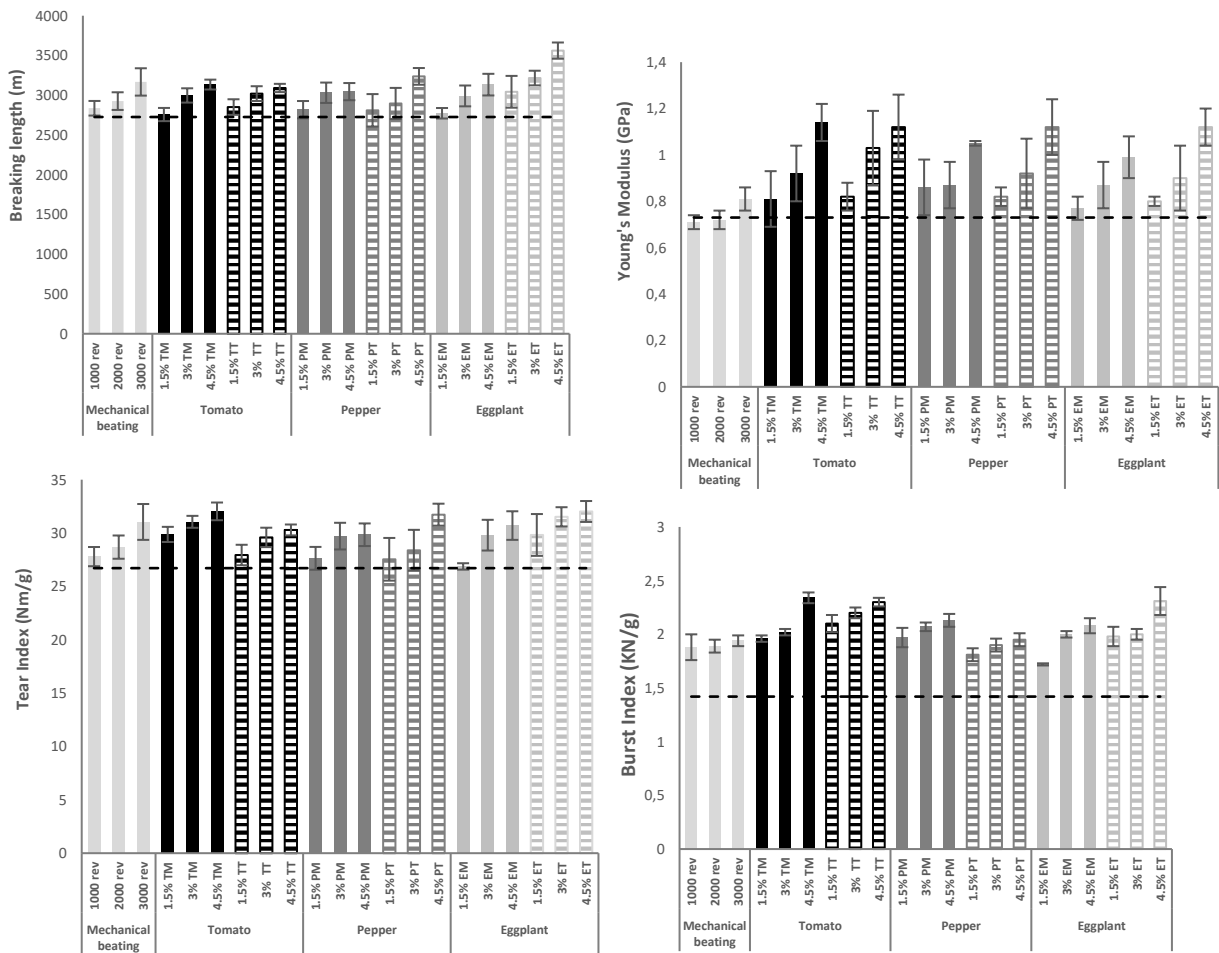 Breaking length (m)
4000
3500
3000
2500
2000
1500
1000
500
0
1000 rev
2000 rev
3000 rev
1.5% TM
3% TM
4.5% TM
1.5% TT
3% TT
4.5% TT
1.5% PM
3% PM
4.5% PM
1.5% PT
3% PT
4.5% PT
1.5% EM
3% EM
4.5% EM
1.5% ET
3% ET
4.5% ET
Mechanical
beating
Tomato
Pepper
Eggplant
Young's Modulus (GPa)
1,4
1,2
1
0,8
0,6
0,4
0,2
0
1000 rev
2000 rev
3000 rev
1.5% TM
3% TM
4.5% TM
1.5% TT
3% TT
4.5% TT
1.5% PM
3% PM
4.5% PM
1.5% PT
3% PT
4.5% PT
1.5% EM
3% EM
4.5% EM
1.5% ET
3% ET
4.5% ET
Mechanical
beating
Tomato
Pepper
Eggplant
Tear Index (Nm/g)
35
30
25
20
15
10
5
0
1000 rev
2000 rev
3000 rev
1.5% TM
3% TM
4.5% TM
1.5% TT
3% TT
4.5% TT
1.5% PM
3% PM
4.5% PM
1.5% PT
3% PT
4.5% PT
1.5% EM
3% EM
4.5% EM
1.5% ET
3% ET
4.5% ET
Mechanical
beating
Tomato
Pepper
Eggplant
Burst Index (KN/g)
3
2,5
2
1,5
1
0,5
0
1000 rev
2000 rev
3000 rev
1.5% TM
3% TM
4.5% TM
1.5% TT
3% TT
4.5% TT
1.5% PM
3% PM
4.5% PM
1.5% PT
3% PT
4.5% PT
1.5% EM
3% EM
4.5% EM
1.5% ET
3% ET
4.5% ET
Mechanical
beating
Tomato
Pepper
Eggplant